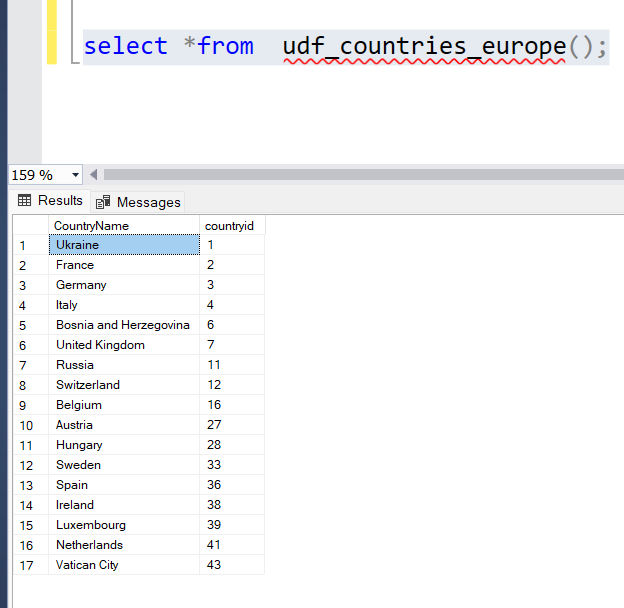 select *from  udf_countries_europe();
159 %
Results Messages
CountryName countryid
1 Ukraine 1
2 France 2
3 Germany 3
4 Italy 4
5 Bosnia and Herzegovina 6
6 United Kingdom 7
7 Russia 11
8 Switzerland 12
9 Belgium 16
10 Austria 27
11 Hungary 28
12 Sweden 33
13 Spain 36
14 Ireland 38
15 Luxembourg 39
16 Netherlands 41
17 Vatican City 43